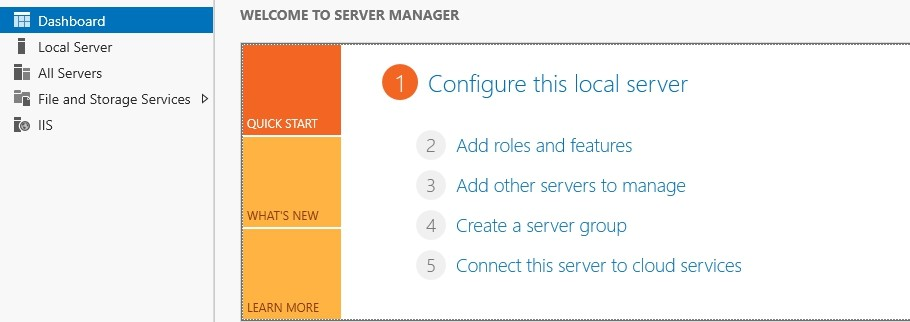 Dashboard
Local Server
All Servers
File and Storage Services
IIS
WELCOME TO SERVER MANAGER
QUICK START
WHAT'S NEW
LEARN MORE
1 Configure this local server
2 Add roles and features
3 Add other servers to manage
4 Create a server group
5 Connect this server to cloud services